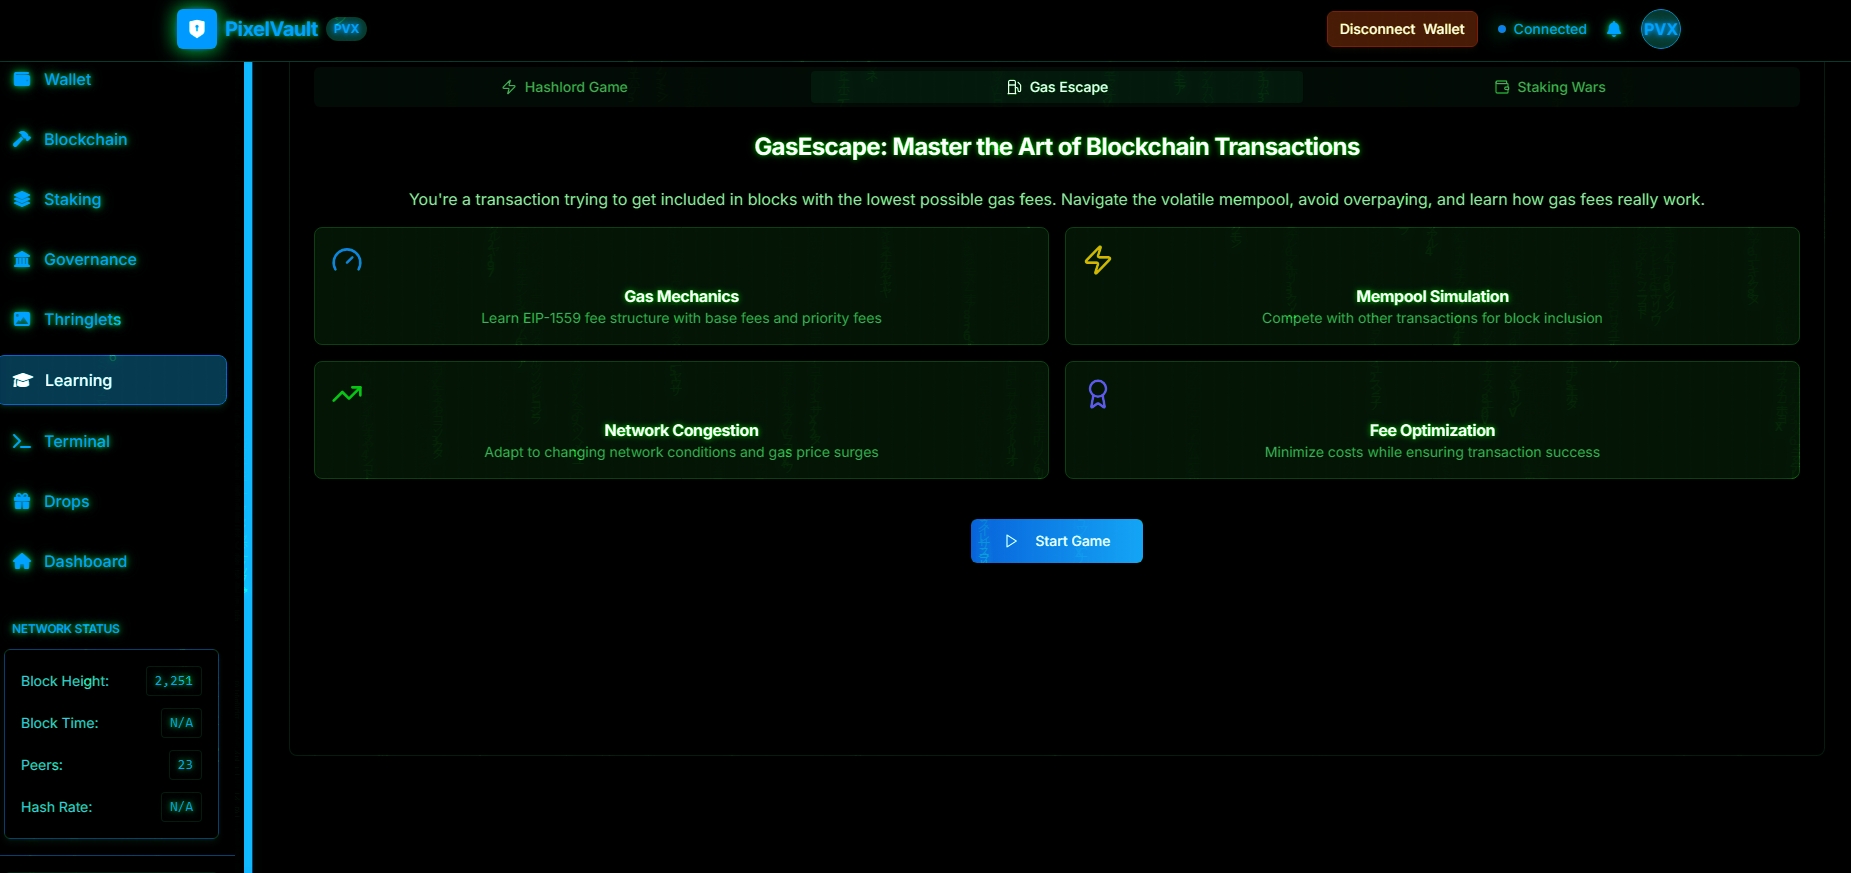 PixelVault PVX
Disconnect Wallet
Connected
PVX
Wallet
Blockchain
Staking
Governance
Thringlets
Learning
Terminal
Drops
Dashboard
NETWORK STATUS
Block Height: 2,251
Block Time: N/A
Peers: 23
Hash Rate: N/A
Hashlord Game
Gas Escape
Staking Wars
GasEscape: Master the Art of Blockchain Transactions
You're a transaction trying to get included in blocks with the lowest possible gas fees. Navigate the volatile mempool, avoid overpaying, and learn how gas fees really work.
Gas Mechanics
Learn EIP-1559 fee structure with base fees and priority fees
Mempool Simulation
Compete with other transactions for block inclusion
Network Congestion
Adapt to changing network conditions and gas price surges
Fee Optimization
Minimize costs while ensuring transaction success
Start Game